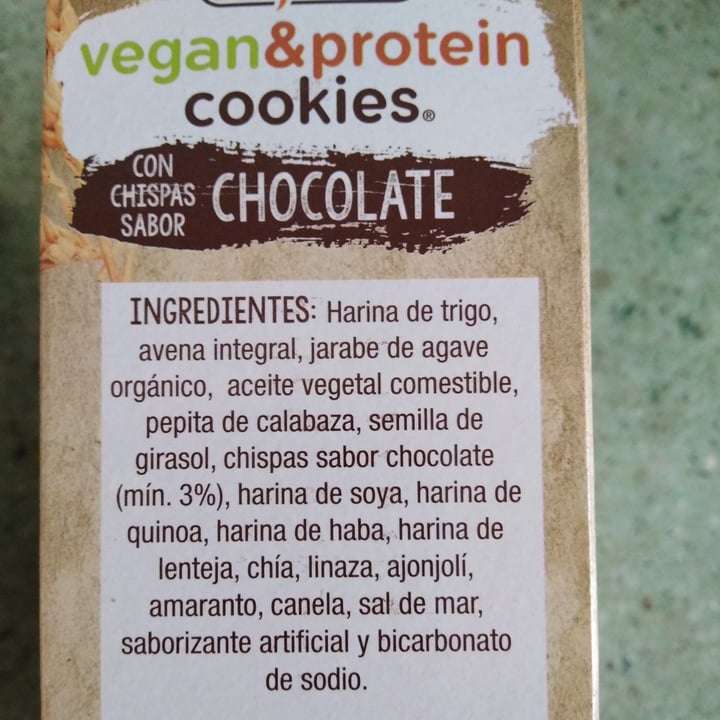 vegan&protein
cookies®
CON
CHISPAS
SABOR
CHOCOLATE
INGREDIENTES: Harina de trigo,
avena integral, jarabe de agave
orgánico, aceite vegetal comestible,
pepita de calabaza, semilla de
girasol, chispas sabor chocolate
(mín. 3%), harina de soya, harina de
quinoa, harina de haba, harina de
lenteja, chía, linaza, ajonjolí,
amaranto, canela, sal de mar,
saborizante artificial y bicarbonato
de sodio.